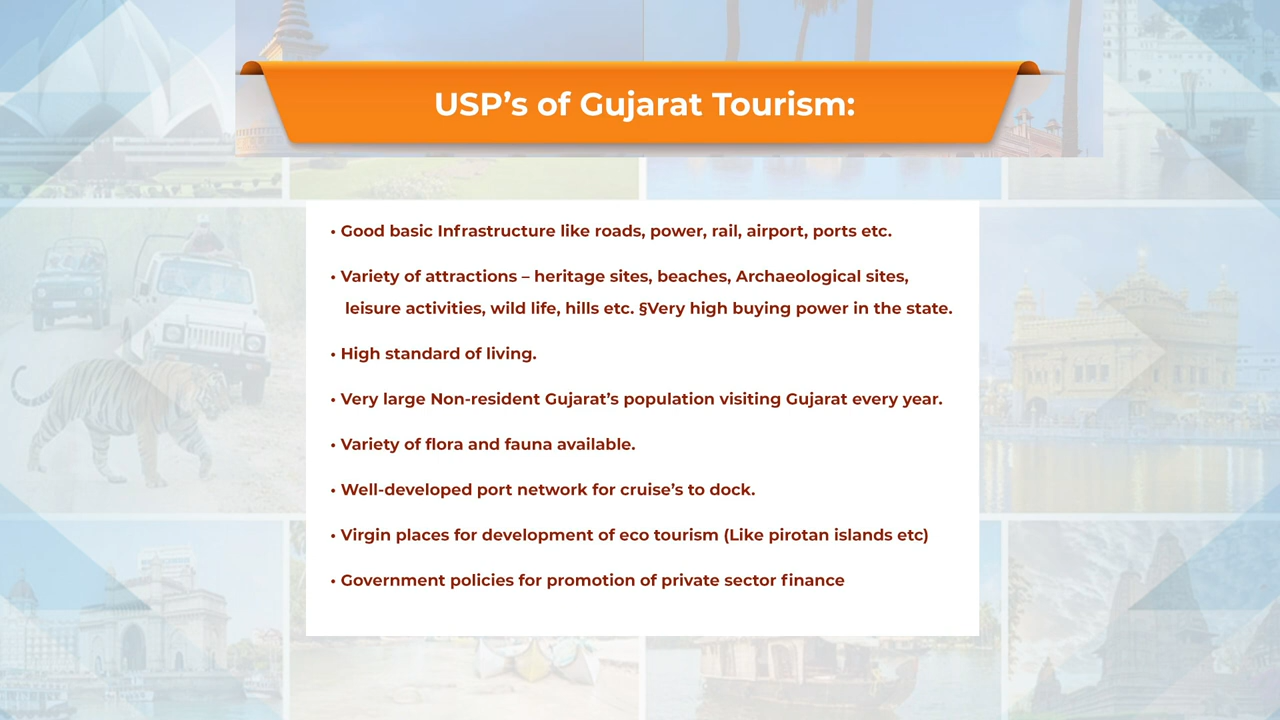 USP’s of Gujarat Tourism:
• Good basic Infrastructure like roads, power, rail, airport, ports etc.
• Variety of attractions – heritage sites, beaches, Archaeological sites,
leisure activities, wild life, hills etc. §Very high buying power in the state.
• High standard of living.
• Very large Non-resident Gujarat’s population visiting Gujarat every year.
• Variety of flora and fauna available.
• Well-developed port network for cruise’s to dock.
• Virgin places for development of eco tourism (Like pirotan islands etc)
• Government policies for promotion of private sector finance